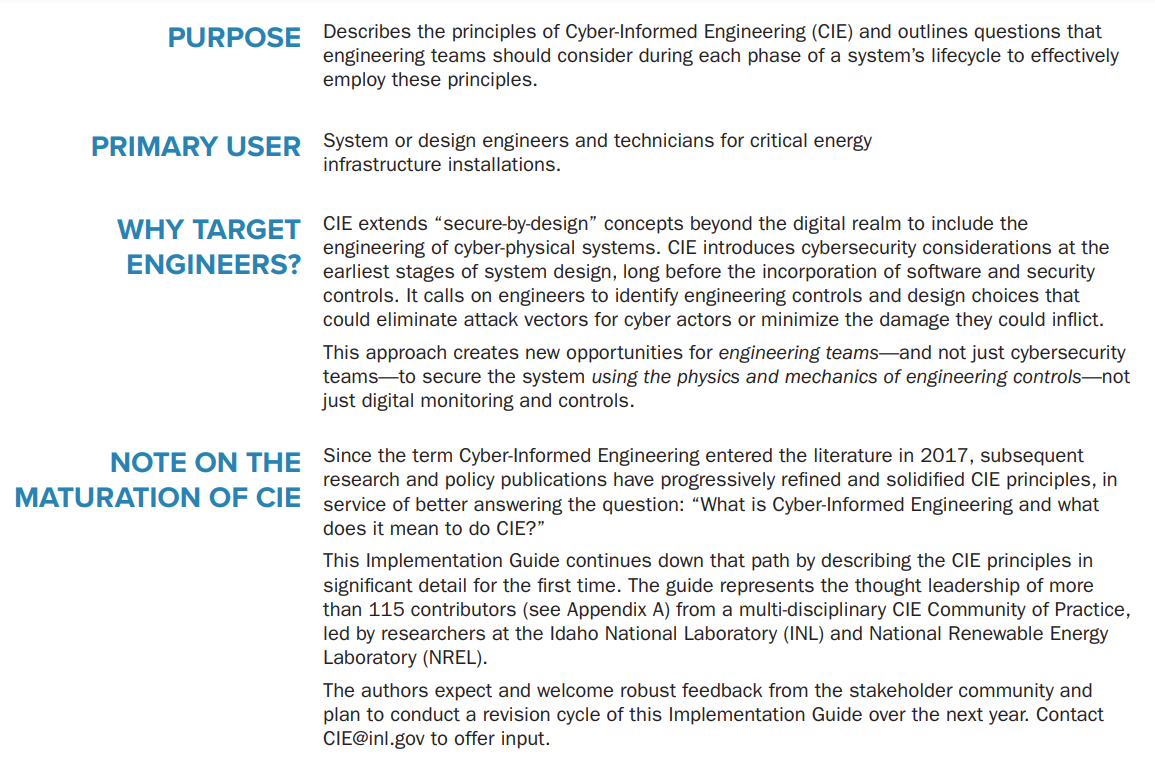 PURPOSE
Describes the principles of Cyber-Informed Engineering (CIE) and outlines questions that
engineering teams should consider during each phase of a system’s lifecycle to effectively
employ these principles.
PRIMARY USER
System or design engineers and technicians for critical energy
infrastructure installations.
WHY TARGET
ENGINEERS?
CIE extends “secure-by-design” concepts beyond the digital realm to include the
engineering of cyber-physical systems. CIE introduces cybersecurity considerations at the
earliest stages of system design, long before the incorporation of software and security
controls. It calls on engineers to identify engineering controls and design choices that
could eliminate attack vectors for cyber actors or minimize the damage they could inflict.
This approach creates new opportunities for engineering teams—and not just cybersecurity
teams—to secure the system using the physics and mechanics of engineering controls—not
just digital monitoring and controls.
NOTE ON THE
MATURATION OF CIE
Since the term Cyber-Informed Engineering entered the literature in 2017, subsequent
research and policy publications have progressively refined and solidified CIE principles, in
service of better answering the question: “What is Cyber-Informed Engineering and what
does it mean to do CIE?”
This Implementation Guide continues down that path by describing the CIE principles in
significant detail for the first time. The guide represents the thought leadership of more
than 115 contributors (see Appendix A) from a multi-disciplinary CIE Community of Practice,
led by researchers at the Idaho National Laboratory (INL) and National Renewable Energy
Laboratory (NREL).
The authors expect and welcome robust feedback from the stakeholder community and
plan to conduct a revision cycle of this Implementation Guide over the next year. Contact
CIE@inl.gov to offer input.